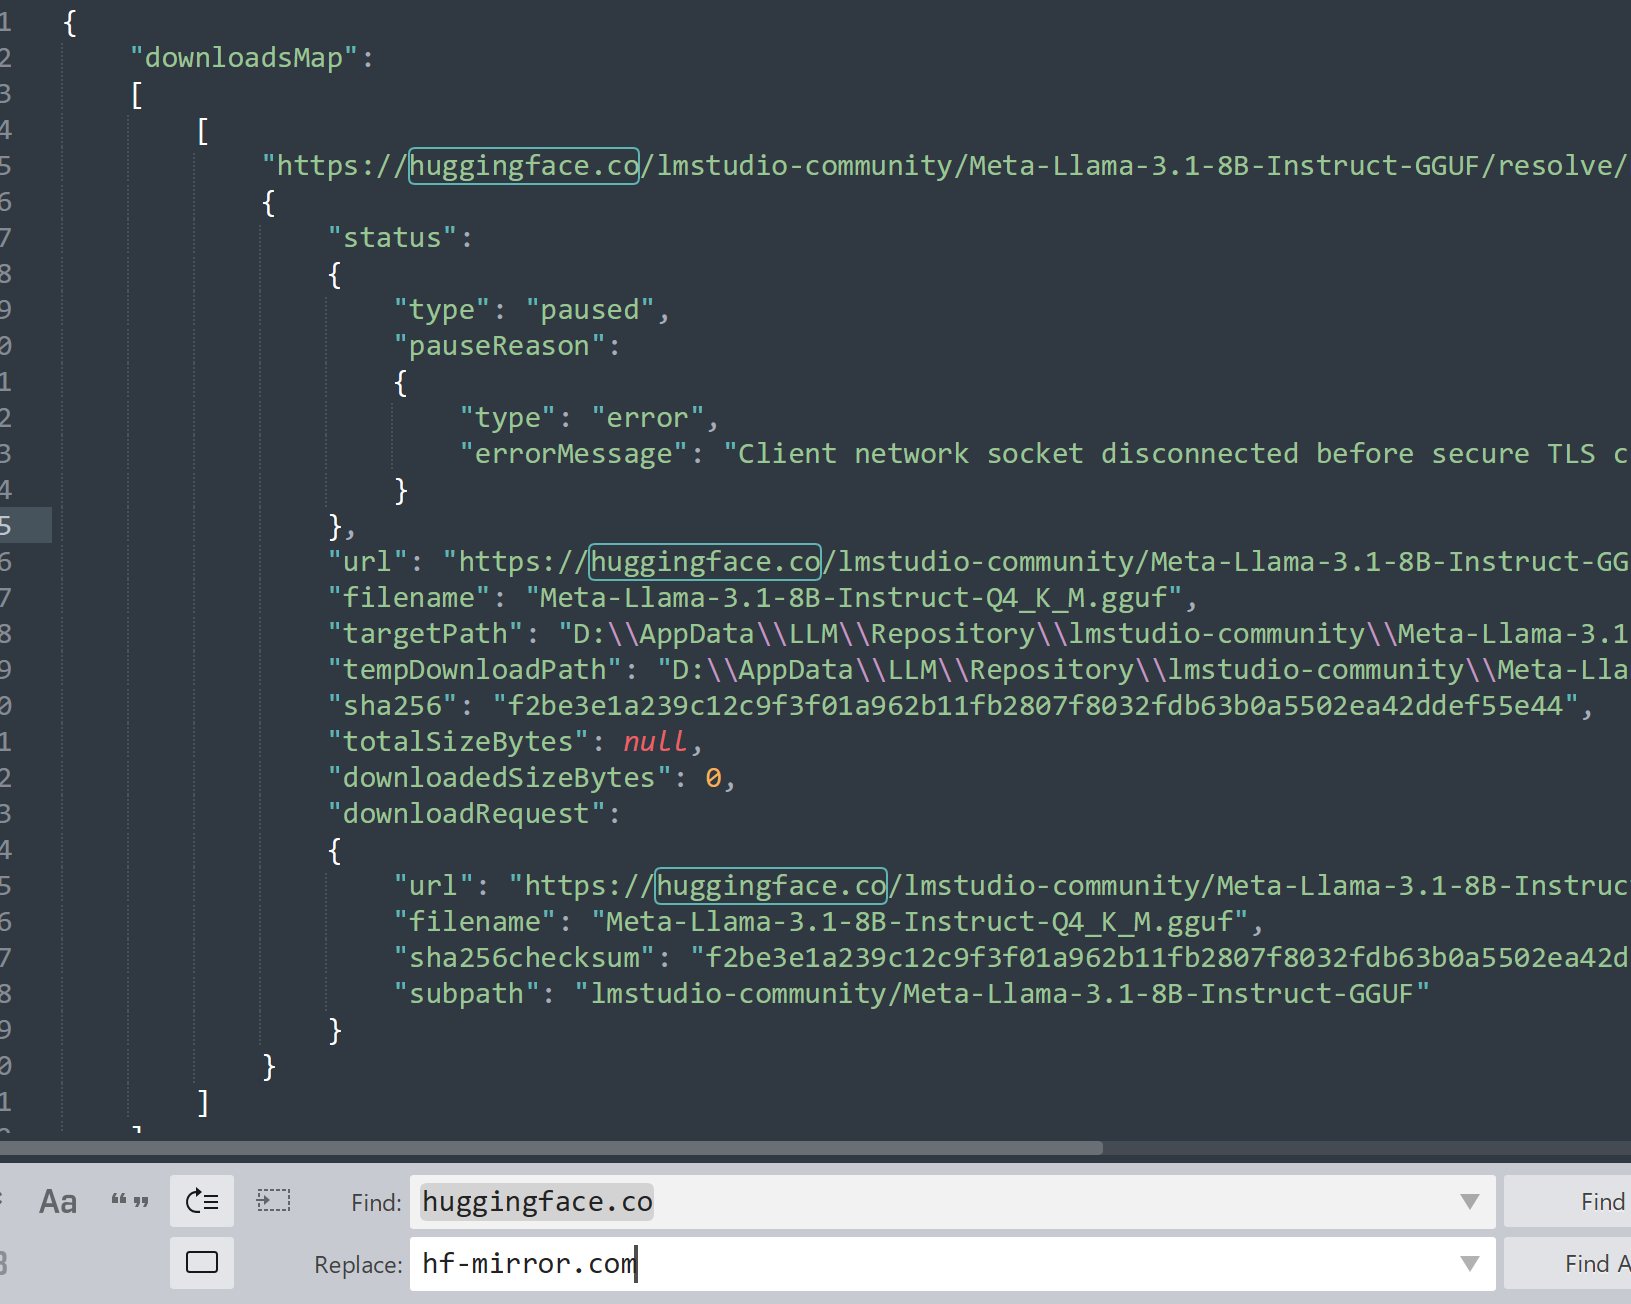 1 {
2 "downloadsMap":
3 [
4 [
5 "https://huggingface.co/lmstudio-community/Meta-Llama-3.1-8B-Instruct-GGUF/resolve/
6 {
7 "status":
8 {
9 "type": "paused",
0 "pauseReason":
1 {
2 "type": "error",
3 "errorMessage": "Client network socket disconnected before secure TLS c
4 }
5 },
6 "url": "https://huggingface.co/lmstudio-community/Meta-Llama-3.1-8B-Instruct-GG
7 "filename": "Meta-Llama-3.1-8B-Instruct-Q4_K_M.gguf",
8 "targetPath": "D:\\AppData\\LLM\\Repository\\lmstudio-community\\Meta-Llama-3.1
9 "tempDownloadPath": "D:\\AppData\\LLM\\Repository\\lmstudio-community\\Meta-Lla
0 "sha256": "f2be3e1a239c12c9f3f01a962b11fb2807f8032fdb63b0a5502ea42ddef55e44",
1 "totalSizeBytes": null,
2 "downloadedSizeBytes": 0,
3 "downloadRequest":
4 {
5 "url": "https://huggingface.co/lmstudio-community/Meta-Llama-3.1-8B-Instruc
6 "filename": "Meta-Llama-3.1-8B-Instruct-Q4_K_M.gguf",
7 "sha256checksum": "f2be3e1a239c12c9f3f01a962b11fb2807f8032fdb63b0a5502ea42d
8 "subpath": "lmstudio-community/Meta-Llama-3.1-8B-Instruct-GGUF"
9 }
0 }
1 ]
Aa “” Find: huggingface.co Find
Replace: hf-mirror.com Find A